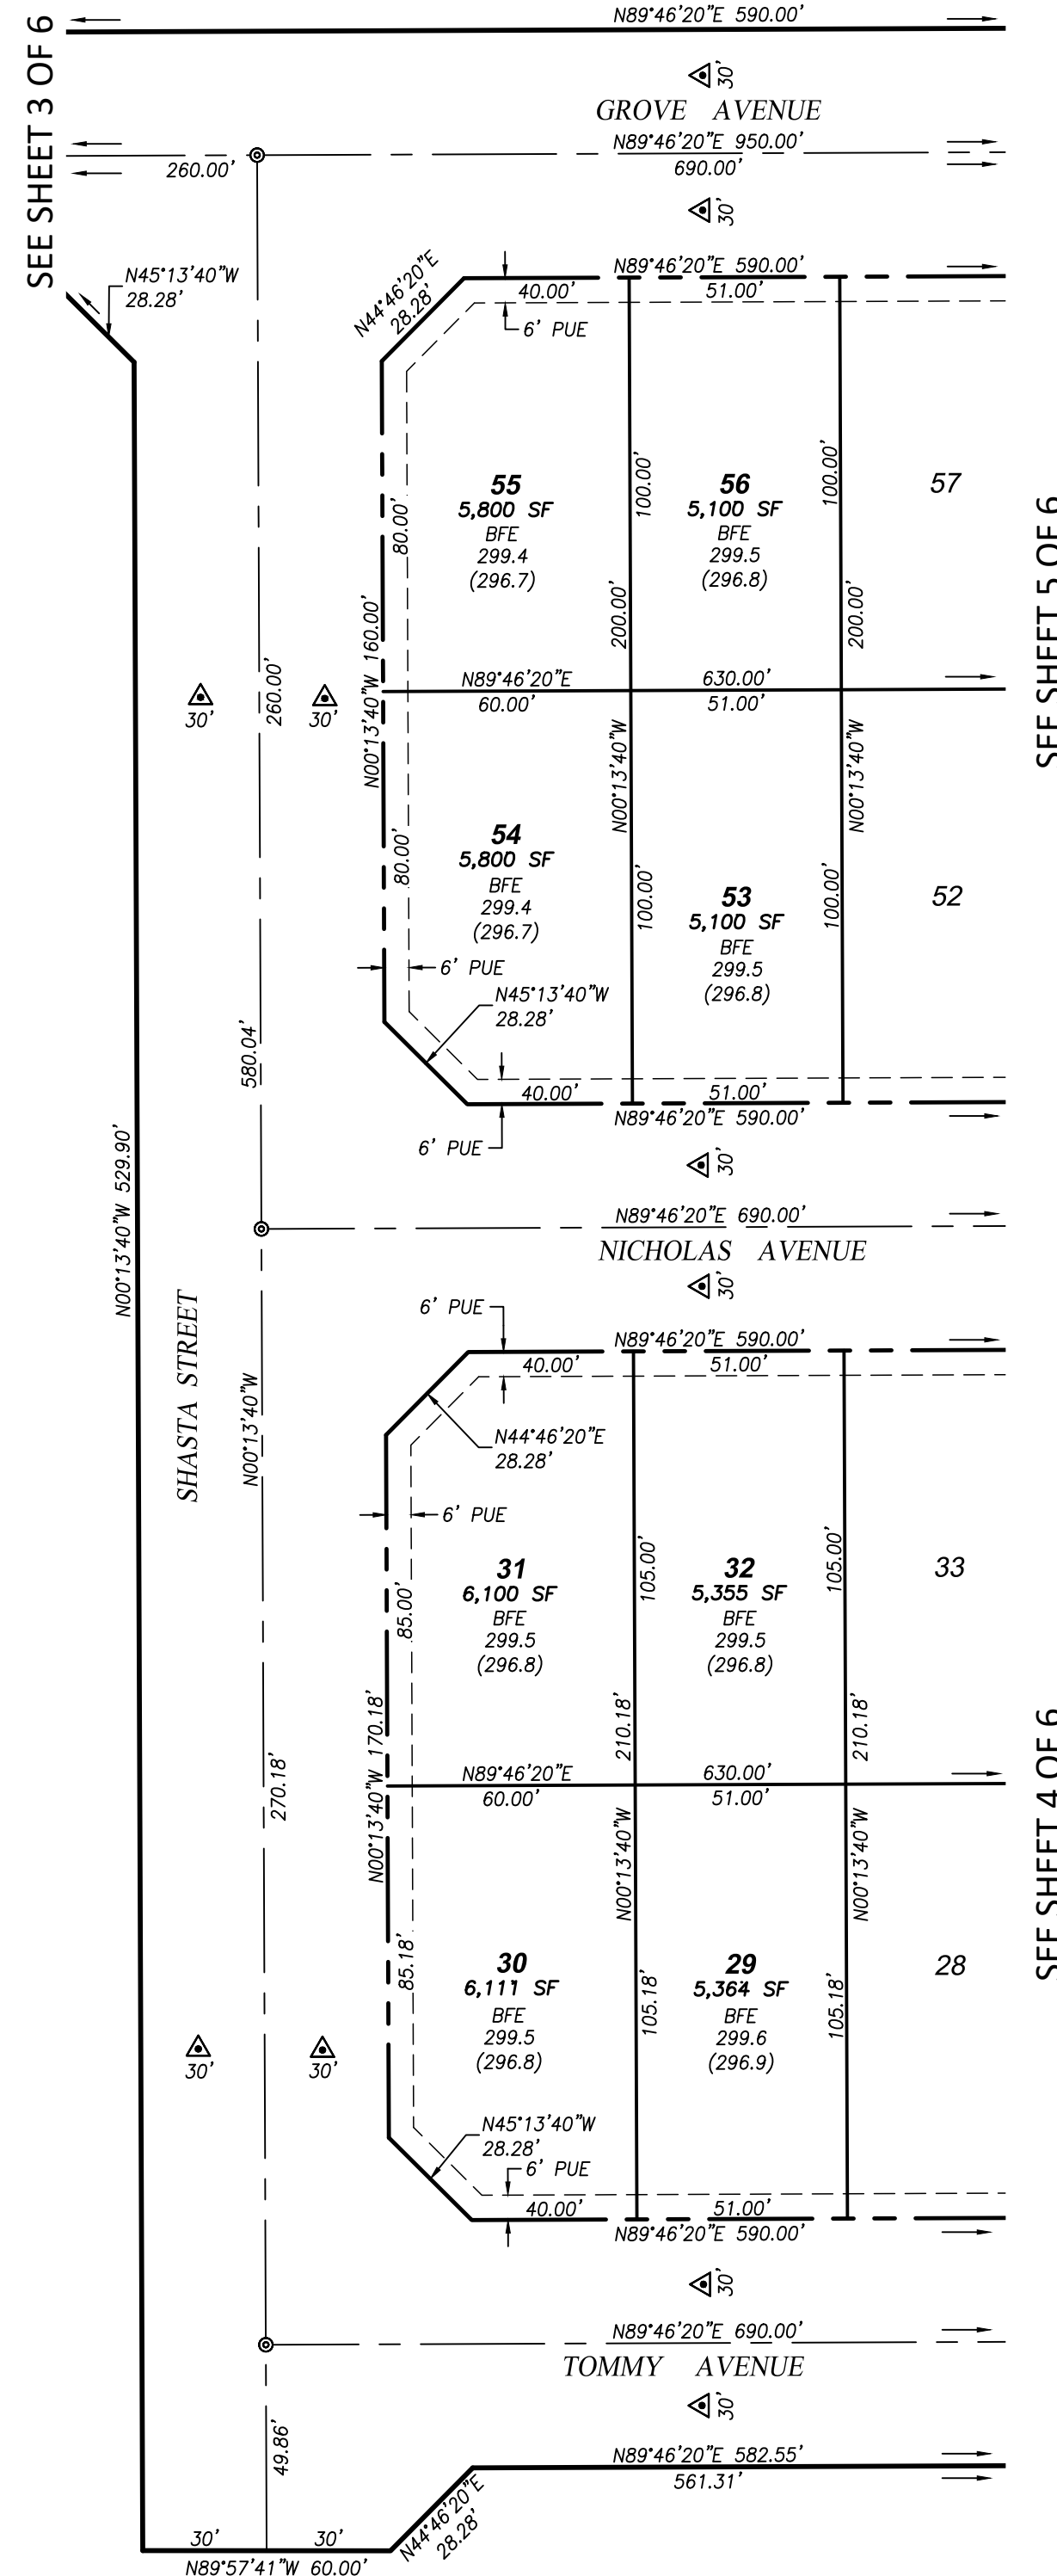 SEE SHEET 3 OF 6
N89°46'20"E 590.00'
30'
GROVE AVENUE
N89°46'20"E 950.00'
260.00'
690.00'
30'
N45°13'40"W
28.28'
N44°46'20"E
28.28'
N89°46'20"E 590.00'
40.00'
51.00'
6' PUE
55
5,800 SF
BFE
299.4
(296.7)
56
5,100 SF
BFE
299.5
(296.8)
57
80.00'
100.00'
100.00'
200.00'
200.00'
N00°13'40"W 160.00'
260.00'
30'
30'
N89°46'20"E
630.00'
60.00'
51.00'
SEE SHEET 5 OF 6
N00°13'40"W
N00°13'40"W
54
5,800 SF
BFE
299.4
(296.7)
53
5,100 SF
BFE
299.5
(296.8)
52
80.00'
100.00'
100.00'
6' PUE
N45°13'40"W
28.28'
580.04'
40.00'
51.00'
N89°46'20"E 590.00'
6' PUE
30'
N00°13'40"W 529.90'
N89°46'20"E 690.00'
NICHOLAS AVENUE
30'
6' PUE
N89°46'20"E 590.00'
40.00'
51.00'
SHASTA STREET
N00°13'40"W
N44°46'20"E
28.28'
6' PUE
31
6,100 SF
BFE
299.5
(296.8)
32
5,355 SF
BFE
299.5
(296.8)
33
85.00'
105.00'
105.00'
210.18'
210.18'
N00°13'40"W 170.18'
270.18'
N89°46'20"E
630.00'
60.00'
51.00'
SEE SHEET 4 OF 6
N00°13'40"W
N00°13'40"W
30
6,111 SF
BFE
299.5
(296.8)
29
5,364 SF
BFE
299.6
(296.9)
28
85.18'
105.18'
105.18'
30'
30'
N45°13'40"W
28.28'
6' PUE
40.00'
51.00'
N89°46'20"E 590.00'
30'
N89°46'20"E 690.00'
TOMMY AVENUE
30'
49.86'
N89°46'20"E 582.55'
561.31'
N44°46'20"E
28.28'
30'
30'
N89°57'41"W 60.00'